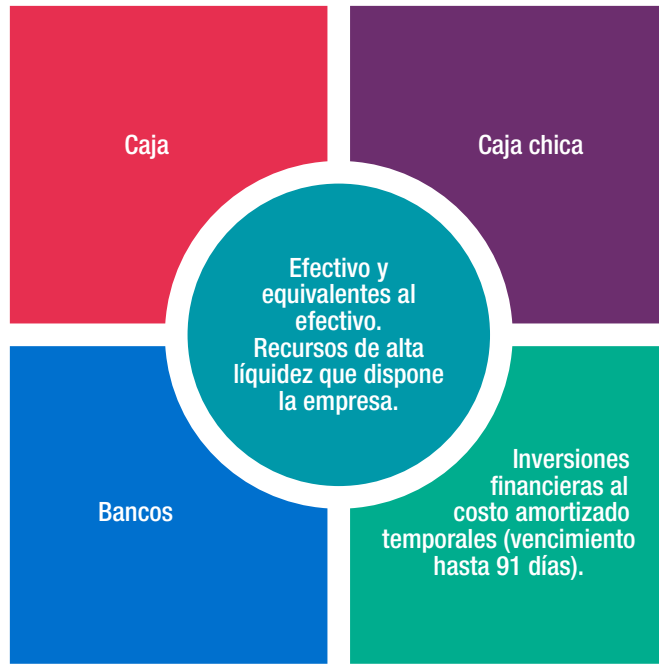 Caja
Caja chica
Efectivo y
equivalentes al
efectivo.
Recursos de alta
líquidez que dispone
la empresa.
Bancos
Inversiones
financieras al
costo amortizado
temporales (vencimiento
hasta 91 días).